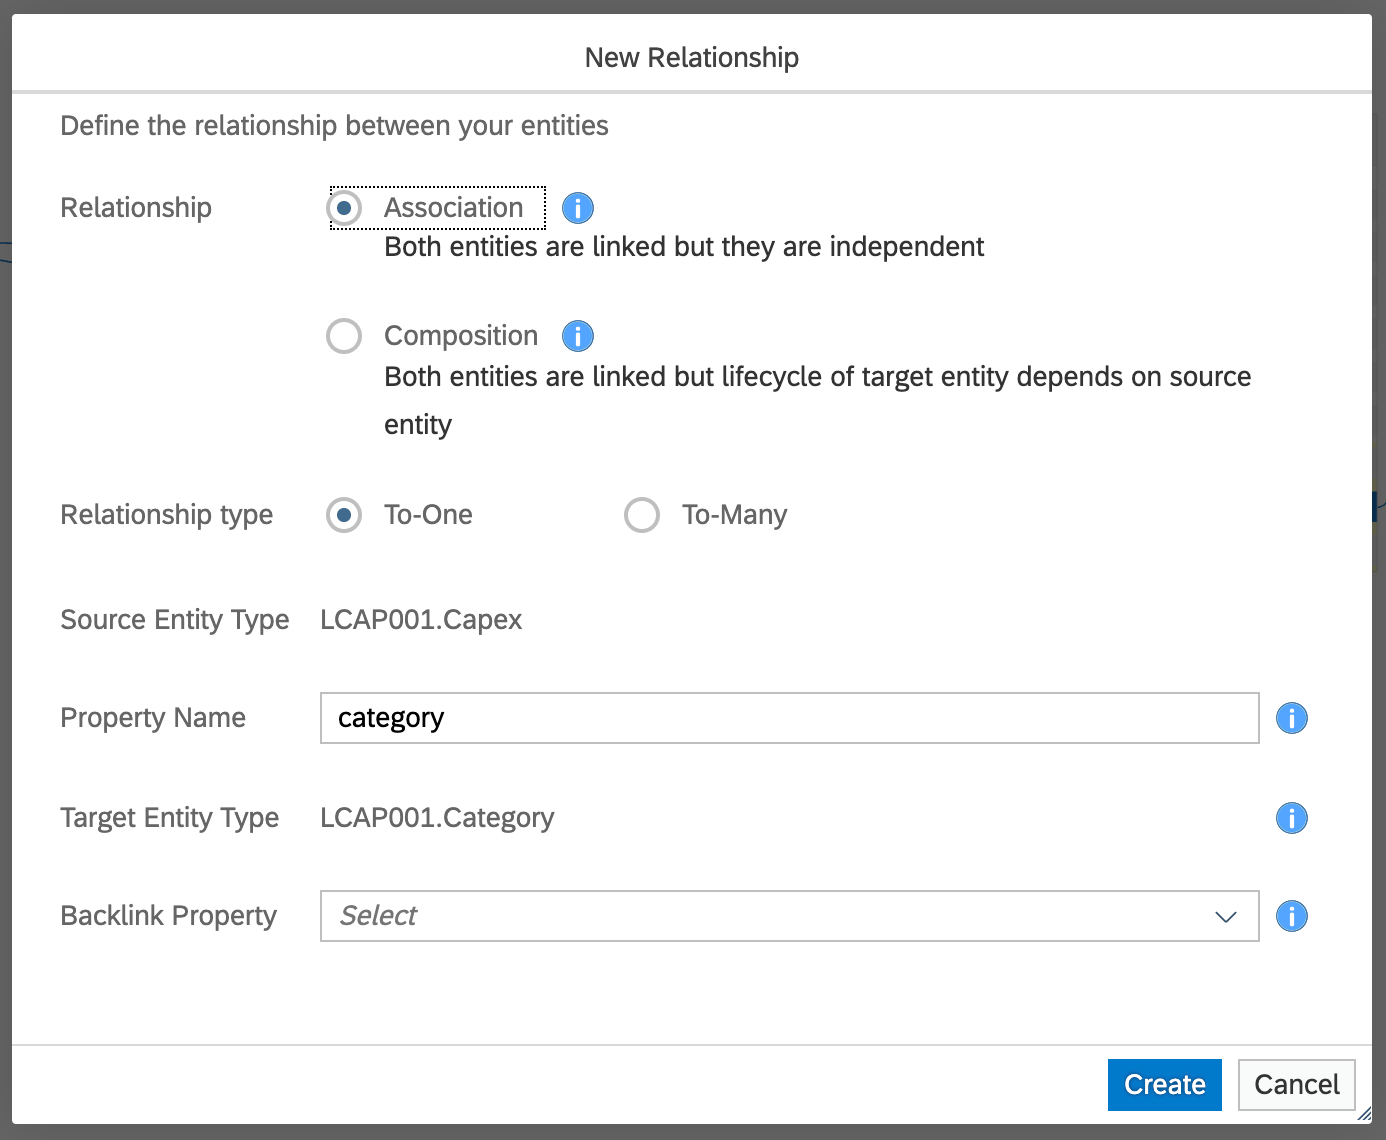 New Relationship
Define the relationship between your entities
Relationship
Association
Both entities are linked but they are independent
Composition
Both entities are linked but lifecycle of target entity depends on source
entity
Relationship type
To-One
To-Many
Source Entity Type
LCAP001.Capex
Property Name
category
Target Entity Type
LCAP001.Category
Backlink Property
Select
Create
Cancel